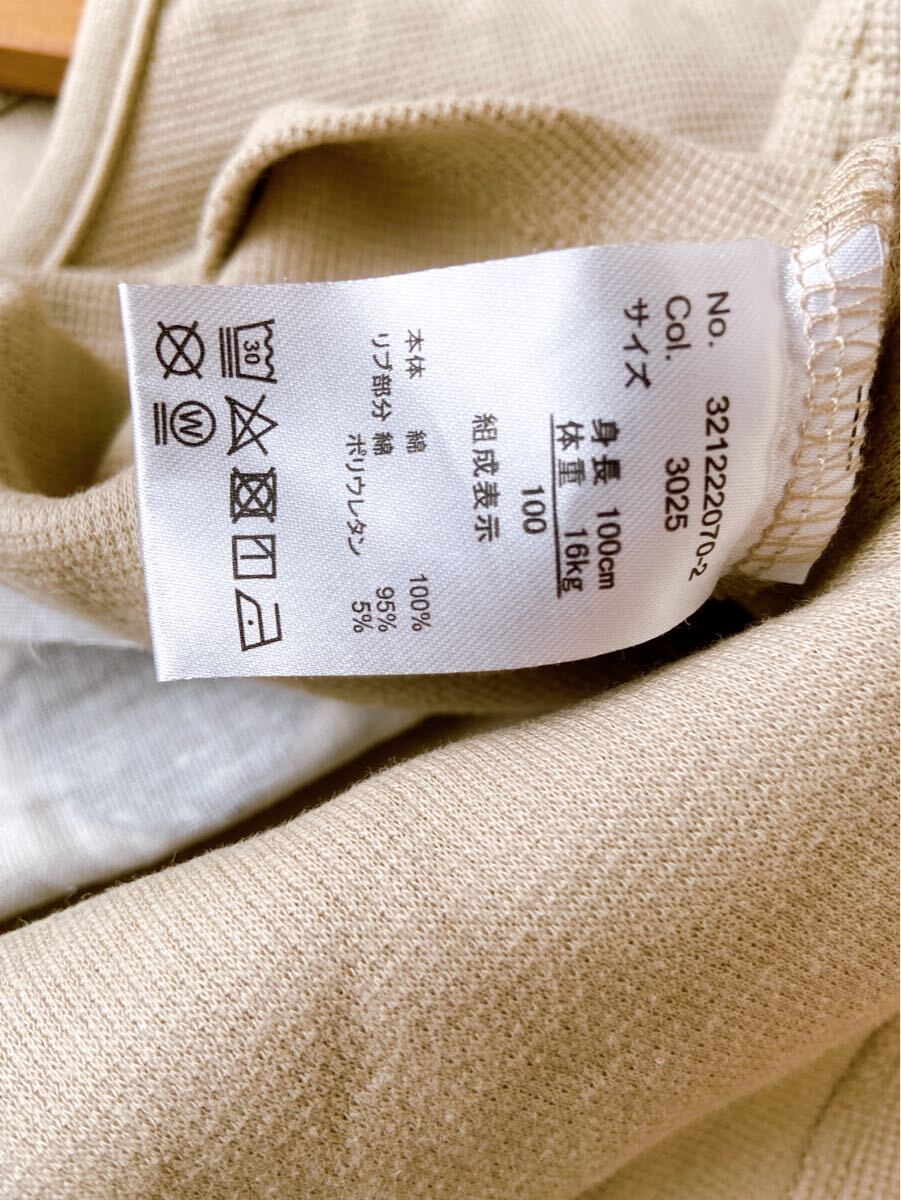 No. 321222070-2
Col. 3025
サイズ
身長 100cm
体重 16kg
100
組成表示
本体 綿 100%
リブ部分 綿 95%
ポリウレタン 5%
30
W